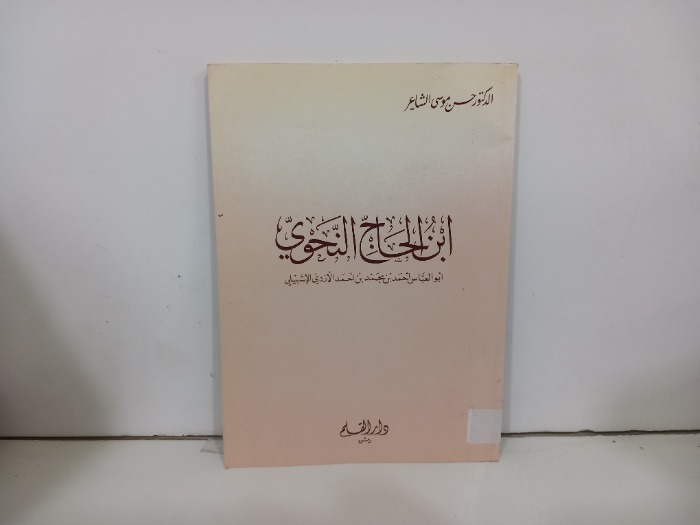 الدكتور حسن موسى الشاعر
ابن الحاج النحوي
أبو العباس أحمد بن محمد بن أحمد الأزدي الإشبيلي
دار القلم
دمشق